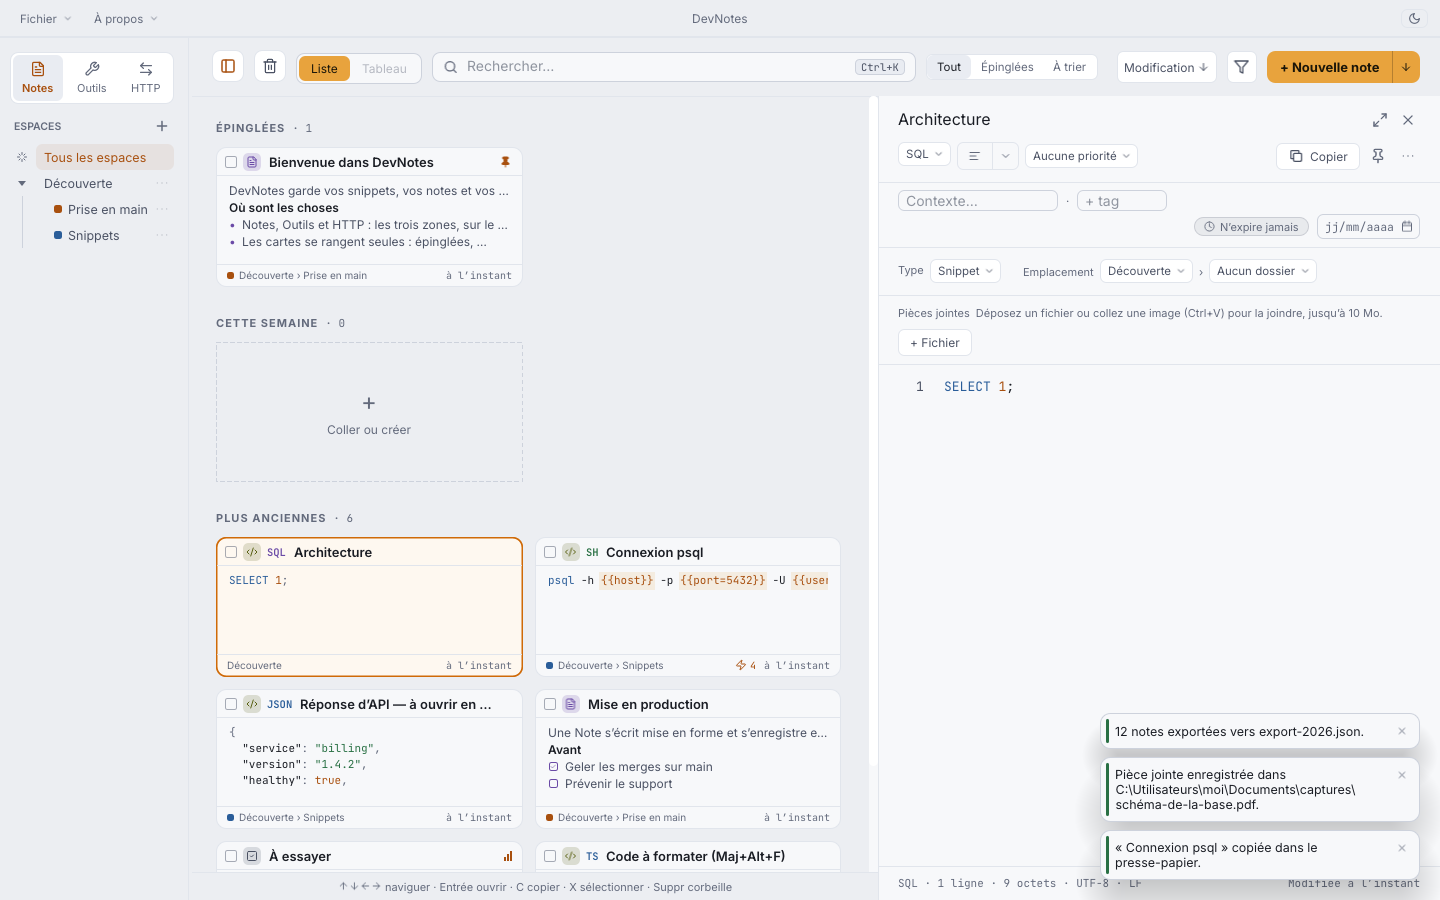 Fichier
À propos
DevNotes
Notes
Outils
HTTP
ESPACES
Tous les espaces
Découverte
Prise en main
Snippets
Liste
Tableau
Rechercher...
Ctrl+K
Tout
Épinglées
À trier
Modification
+ Nouvelle note
ÉPINGLÉES · 1
Bienvenue dans DevNotes
DevNotes garde vos snippets, vos notes et vos ...
Où sont les choses
• Notes, Outils et HTTP : les trois zones, sur le ...
• Les cartes se rangent seules : épinglées, ...
Découverte › Prise en main
à l’instant
CETTE SEMAINE · 0
+
Coller ou créer
PLUS ANCIENNES · 6
SQL Architecture
SELECT 1;
Découverte
à l’instant
SH Connexion psql
psql -h {{host}} -p {{port=5432}} -U {{user
Découverte › Snippets
4 à l’instant
JSON Réponse d’API — à ouvrir en ...
{
"service": "billing",
"version": "1.4.2",
"healthy": true,
Découverte › Snippets
à l’instant
Mise en production
Une Note s’écrit mise en forme et s’enregistre e...
Avant
Geler les merges sur main
Prévenir le support
Découverte › Prise en main
à l’instant
À essayer
TS Code à formater (Maj+Alt+F)
↑↓←→ naviguer · Entrée ouvrir · C copier · X sélectionner · Suppr corbeille
Architecture
SQL
Aucune priorité
Copier
Contexte...
· + tag
N’expire jamais
jj/mm/aaaa
Type Snippet
Emplacement Découverte › Aucun dossier
Pièces jointes Déposez un fichier ou collez une image (Ctrl+V) pour la joindre, jusqu’à 10 Mo.
+ Fichier
1 SELECT 1;
12 notes exportées vers export-2026.json.
Pièce jointe enregistrée dans
C:\Utilisateurs\moi\Documents\captures\
schéma-de-la-base.pdf.
« Connexion psql » copiée dans le
presse-papier.
SQL · 1 ligne · 9 octets · UTF-8 · LF
Modifiée à l’instant